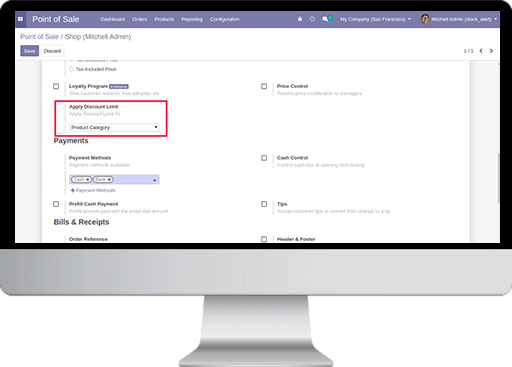 Point of Sale Dashboard Orders Products Reporting Configuration My Company (San Francisco) Mitchell Admin (stock_alert)
Point of Sale / Shop (Mitchell Admin)
Save Discard 1 / 1
Tax-Included Price
Loyalty Program Enterprise Price Control
Give customer rewards, free samples, etc. Restrict price modification to managers
Apply Discount Limit
Apply Discount Limit To
Product Category
Payments
Payment Methods Cash Control
Payment methods available Control cash box at opening and closing
Cash × Bank ×
Payment Methods
Prefill Cash Payment Tips
Prefill amount paid with the exact due amount Accept customer tips or convert their change to a tip
Bills & Receipts
Order Reference Header & Footer